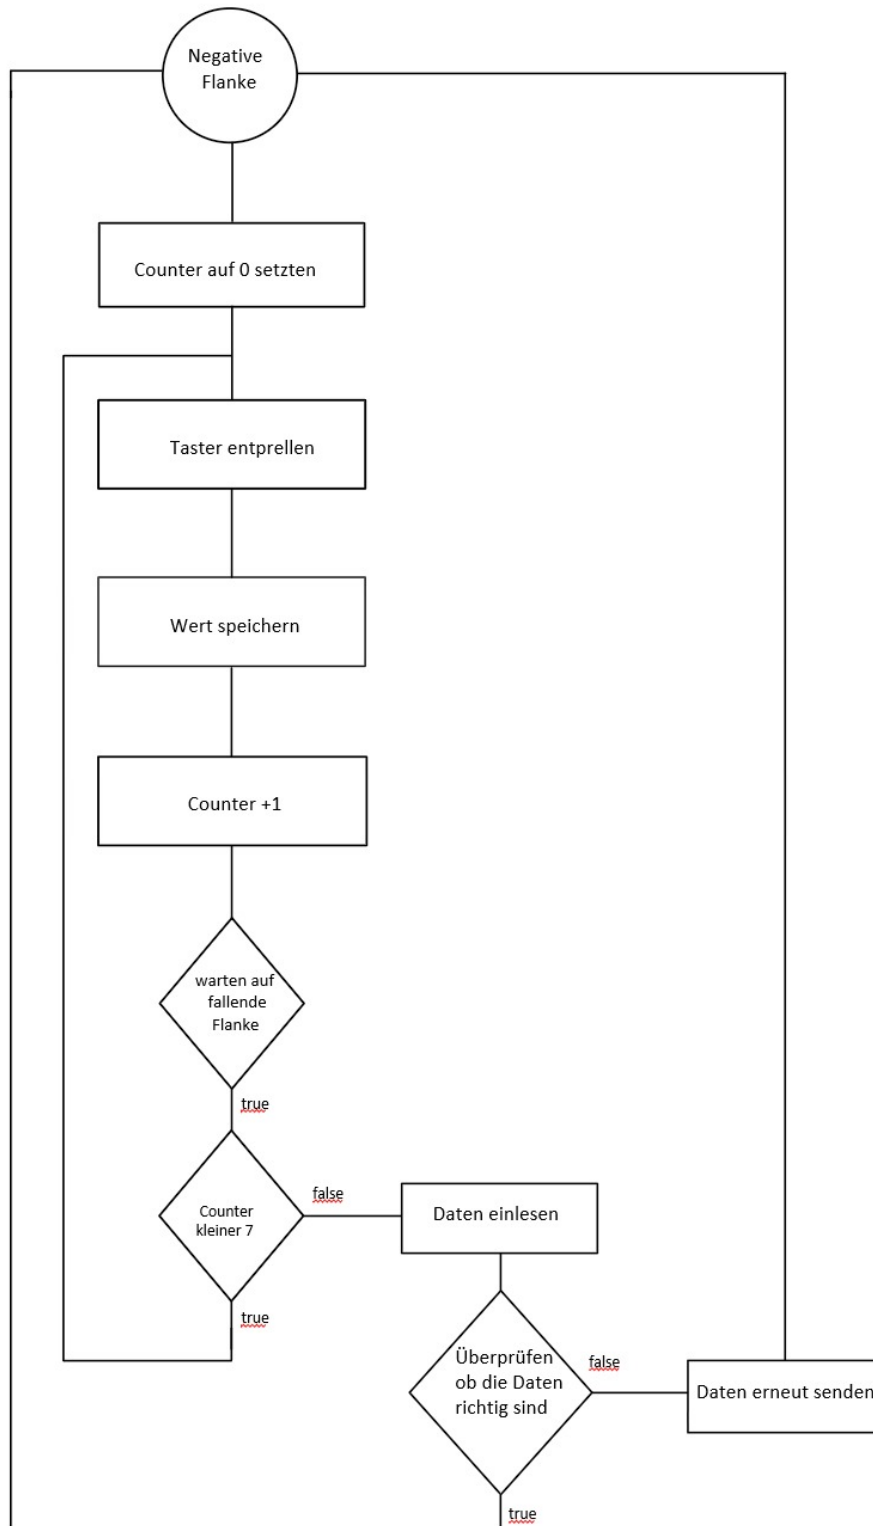 Negative
Flanke
Counter auf 0 setzten
Taster entprellen
Wert speichern
Counter +1
warten auf
fallende
Flanke
true
Counter
kleiner 7
false
true
Daten einlesen
Überprüfen
ob die Daten
richtig sind
false
Daten erneut senden
true